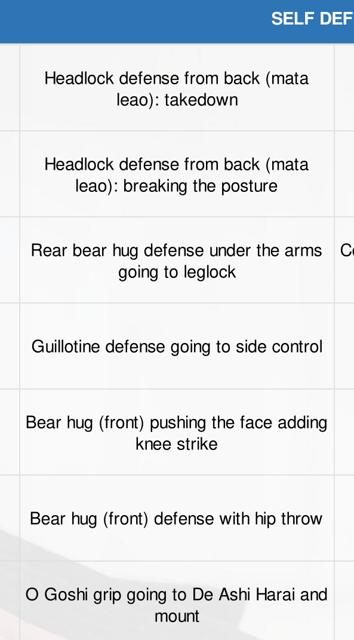 SELF DEF
Headlock defense from back (mata
leao): takedown
Headlock defense from back (mata
leao): breaking the posture
Rear bear hug defense under the arms
going to leglock
Guillotine defense going to side control
Bear hug (front) pushing the face adding
knee strike
Bear hug (front) defense with hip throw
O Goshi grip going to De Ashi Harai and
mount